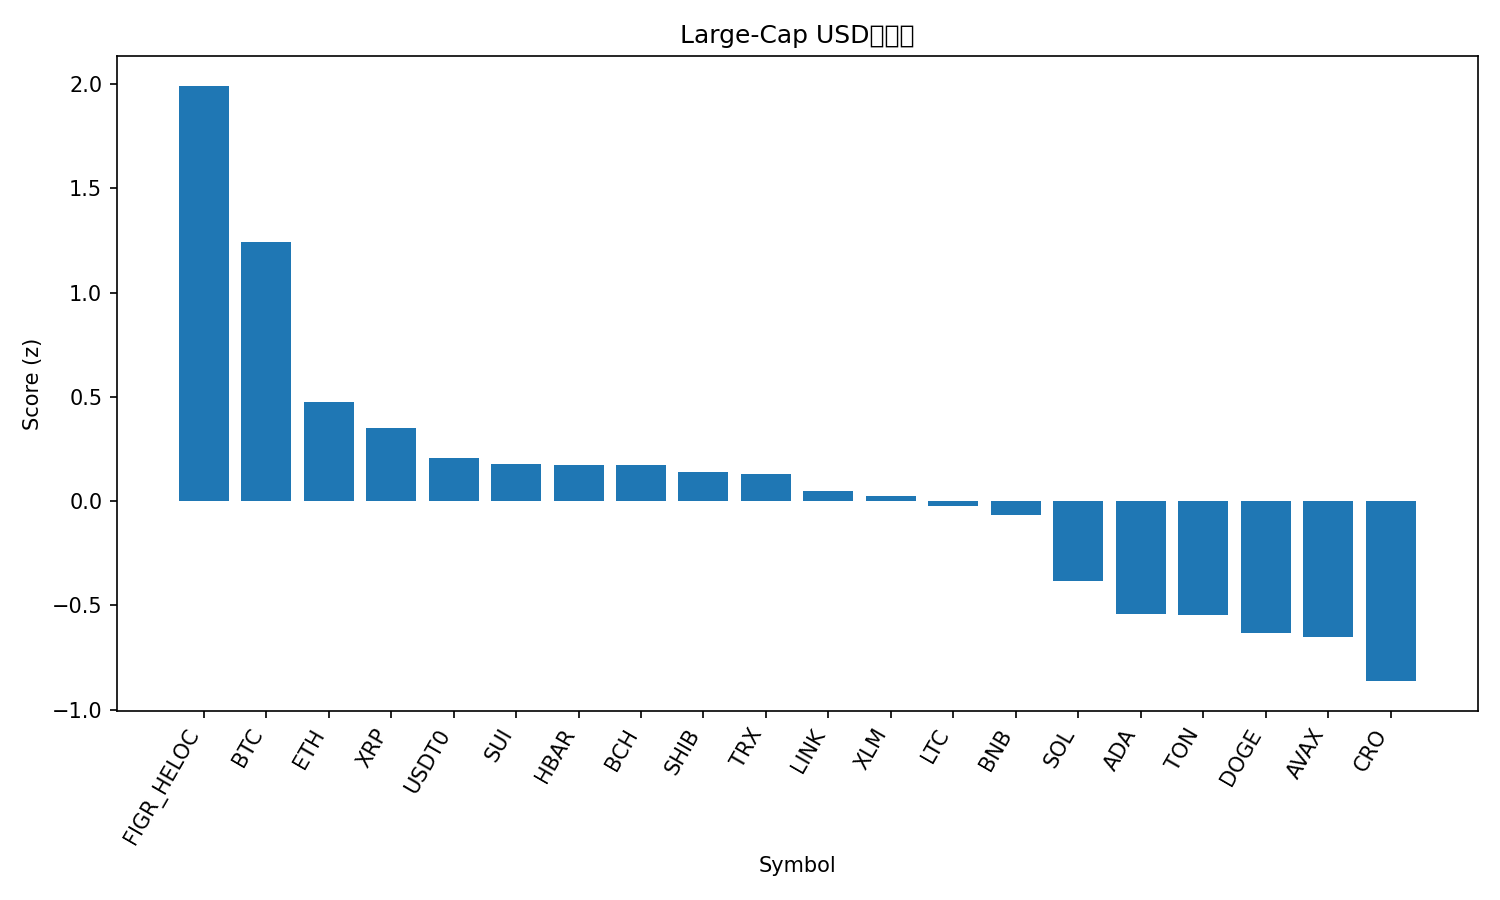 Large-Cap USD
2.0
1.5
1.0
0.5
0.0
−0.5
−1.0
Score (z)
FIGR_HELOC
BTC
ETH
XRP
USDT0
SUI
HBAR
BCH
SHIB
TRX
LINK
XLM
LTC
BNB
SOL
ADA
TON
DOGE
AVAX
CRO
Symbol